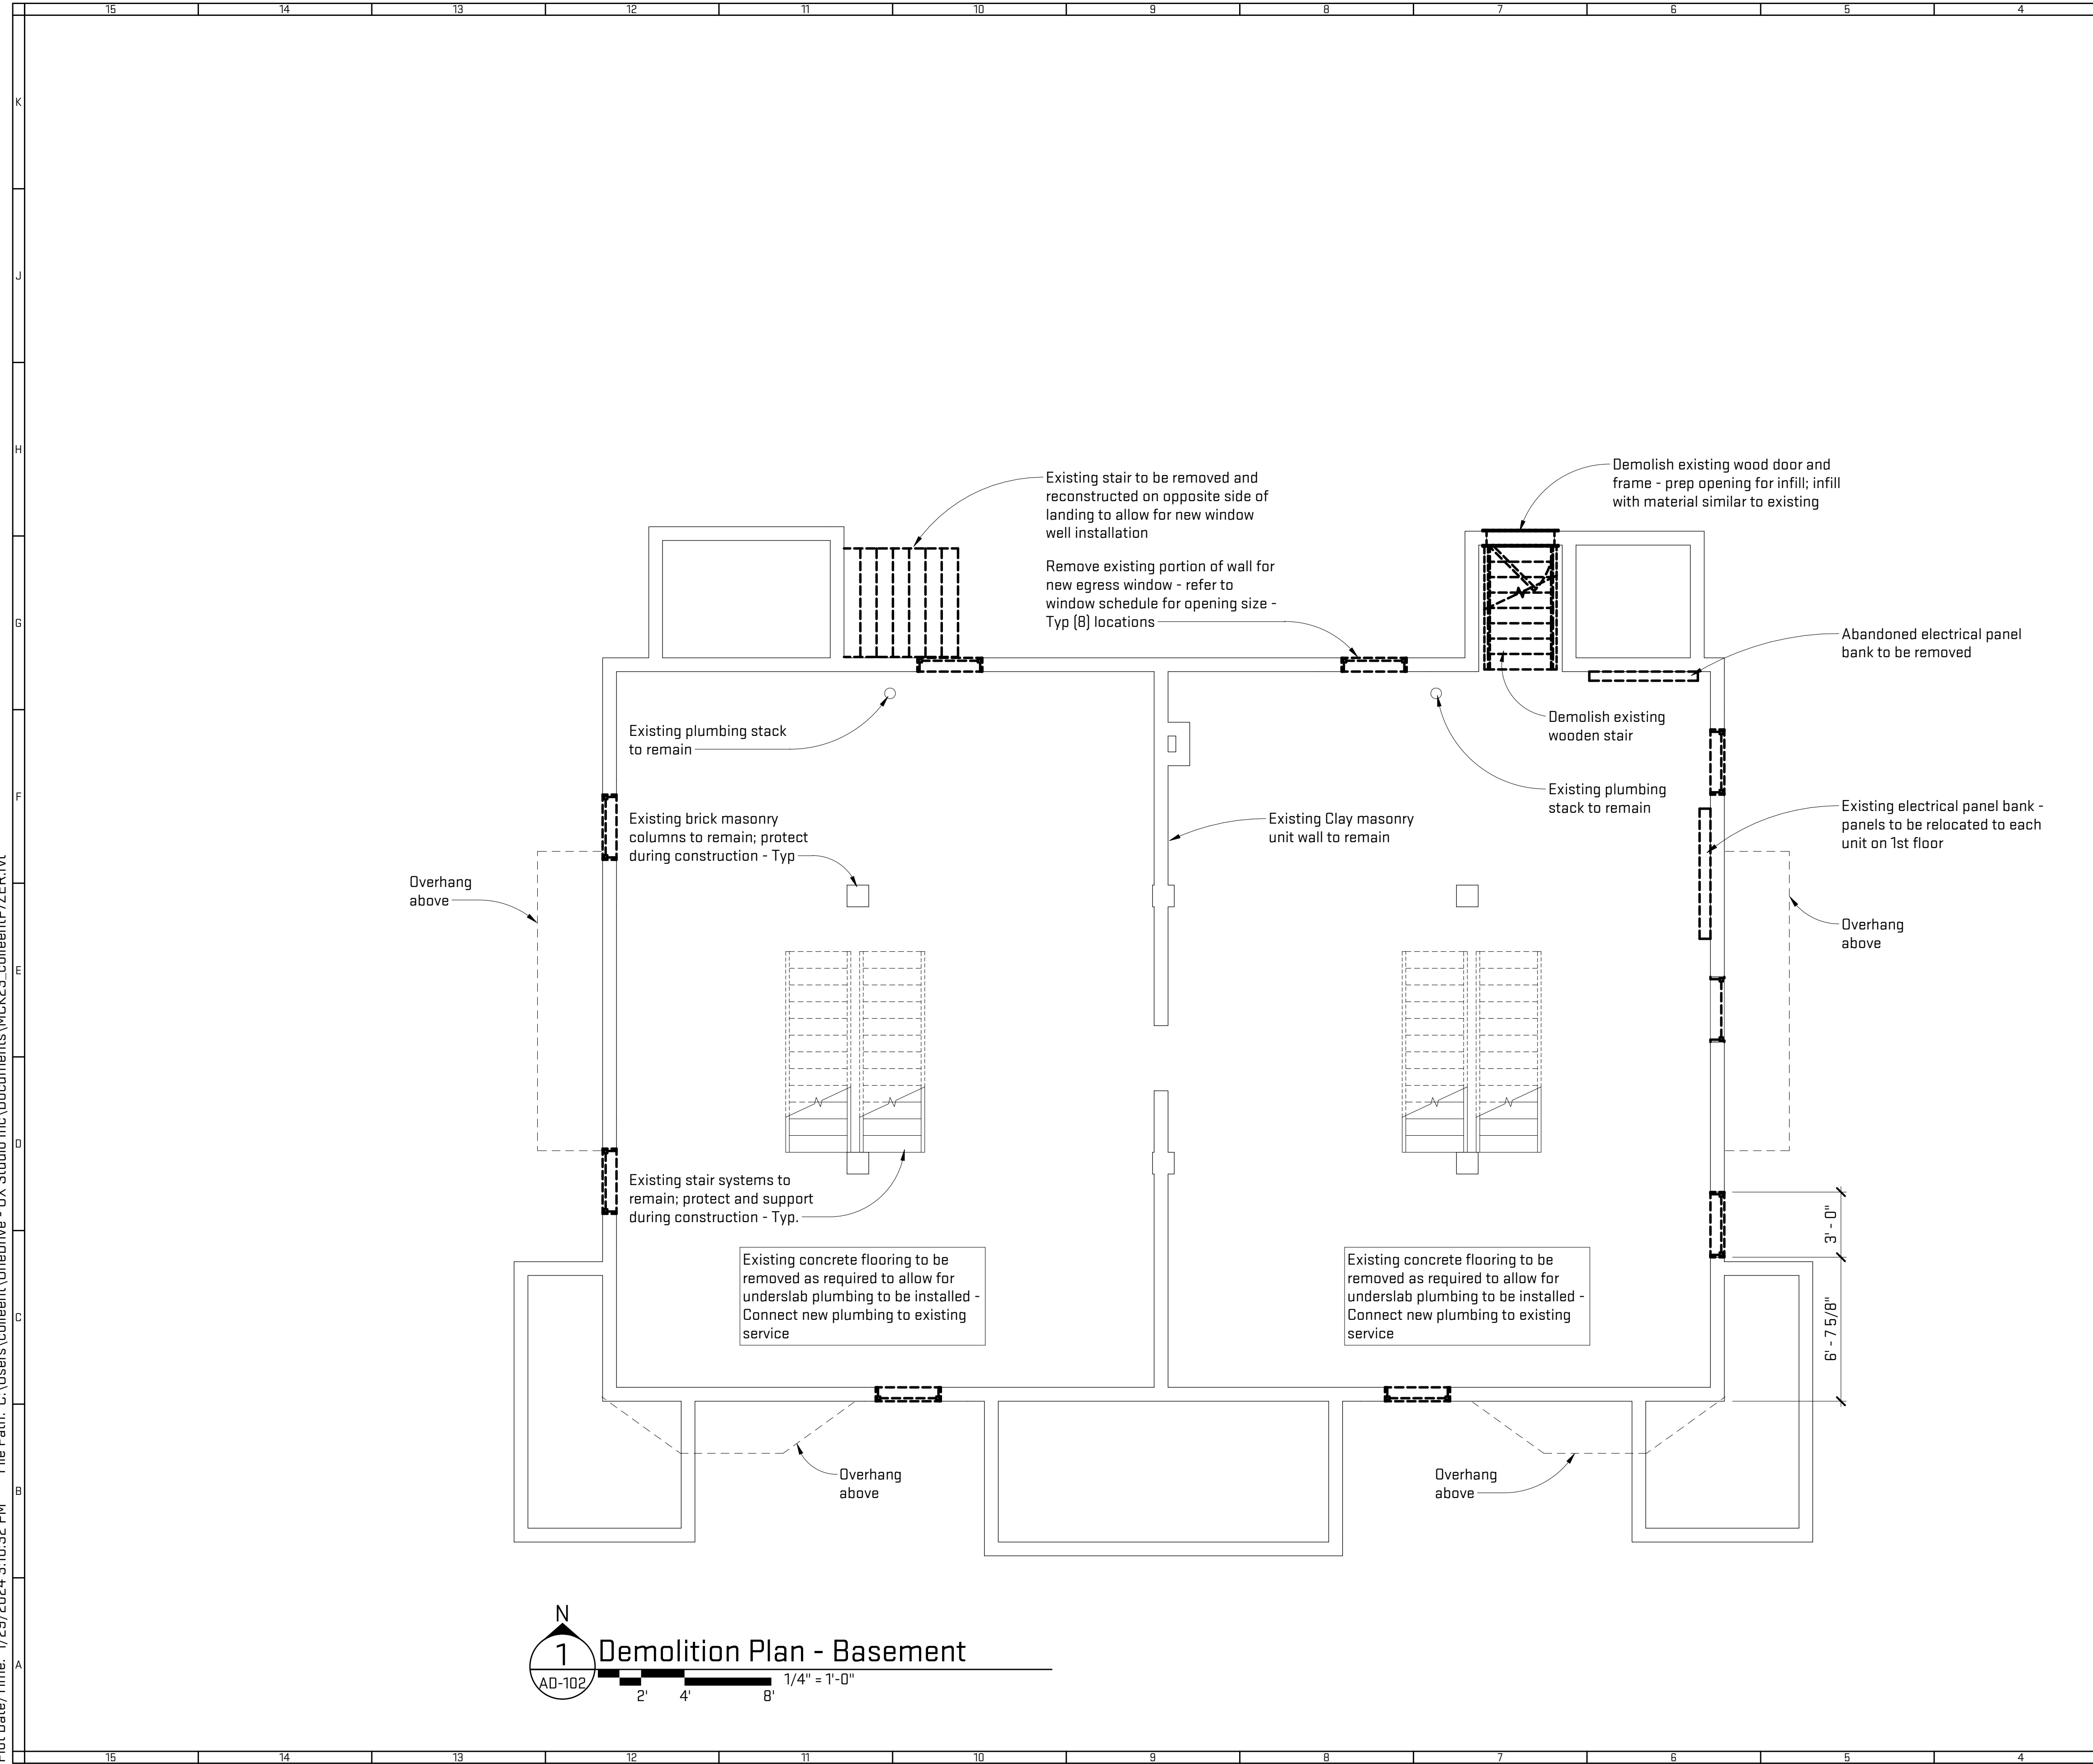 15 14 13 12 11 10 9 8 7 6 5 4
K
J
H
G
F
E
D
C
B
A
Existing stair to be removed and
reconstructed on opposite side of
landing to allow for new window
well installation
Remove existing portion of wall for
new egress window - refer to
window schedule for opening size -
Typ (8) locations
Demolish existing wood door and
frame - prep opening for infill; infill
with material similar to existing
Abandoned electrical panel
bank to be removed
Demolish existing
wooden stair
Existing plumbing stack
to remain
Existing plumbing
stack to remain
Existing brick masonry
columns to remain; protect
during construction - Typ
Existing Clay masonry
unit wall to remain
Existing electrical panel bank -
panels to be relocated to each
unit on 1st floor
Overhang
above
Overhang
above
Existing stair systems to
remain; protect and support
during construction - Typ.
3' - 0"
6' - 7 5/8"
Existing concrete flooring to be
removed as required to allow for
underslab plumbing to be installed -
Connect new plumbing to existing
service
Existing concrete flooring to be
removed as required to allow for
underslab plumbing to be installed -
Connect new plumbing to existing
service
Overhang
above
Overhang
above
N
1
AD-102
Demolition Plan - Basement
1/4" = 1'-0"
2' 4' 8'
15 14 13 12 11 10 9 8 7 6 5 4